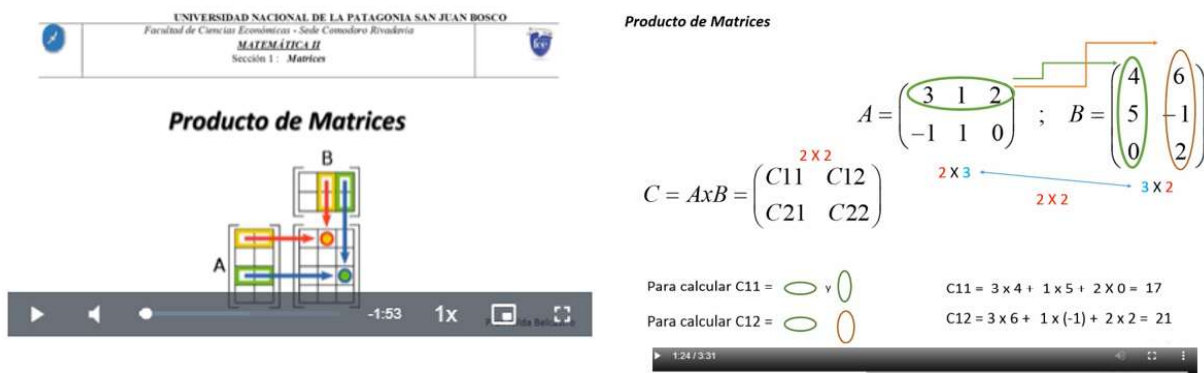 UNIVERSIDAD NACIONAL DE LA PATAGONIA SAN JUAN BOSCO
Facultad de Ciencias Económicas - Sede Comodoro Rivadavia
MATEMÁTICA II
Sección 1 : Matrices
fce
Producto de Matrices
B
A
-1:53
1x
Producto de Matrices
A = ( 3 1 2 ; -1 1 0 ) ; B = ( 4 6 ; 5 -1 ; 0 2 )
2 X 3
3 X 2
2 X 2
2 X 2
C = AxB = ( C11 C12 ; C21 C22 )
Para calcular C11 = y
Para calcular C12 =
C11 = 3 x 4 + 1 x 5 + 2 X 0 = 17
C12 = 3 x 6 + 1 x (-1) + 2 x 2 = 21
1:24 / 3:31